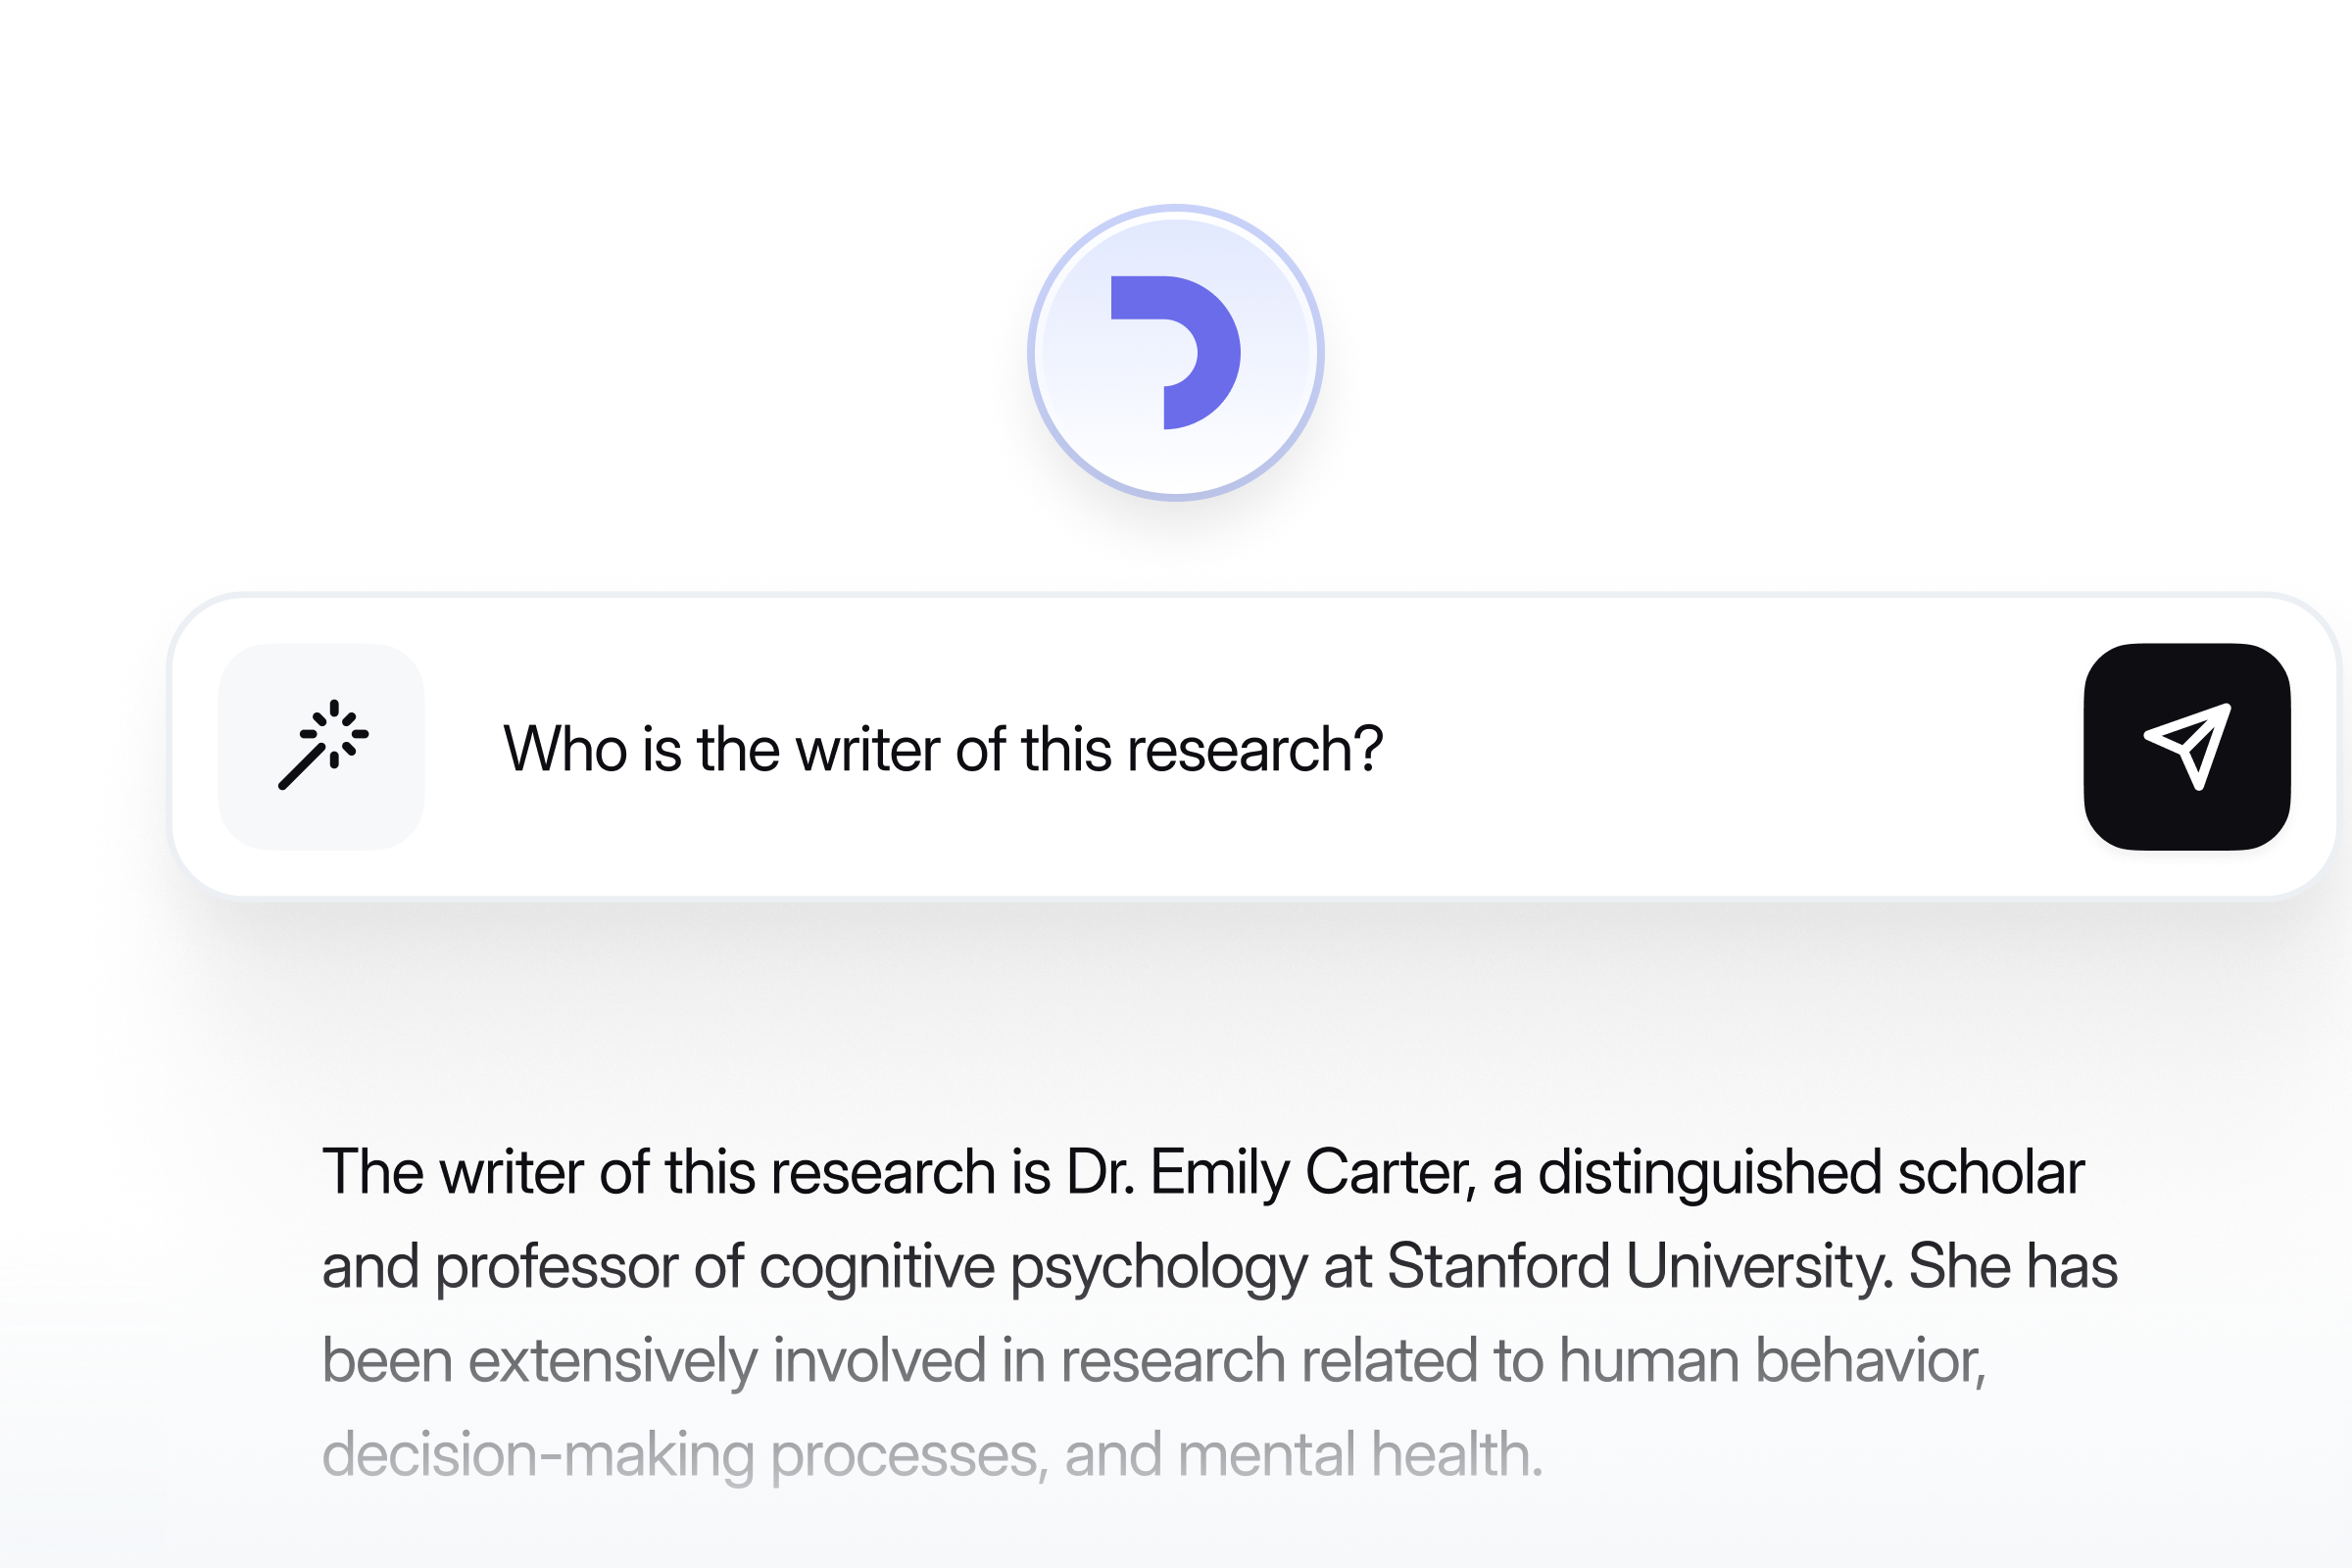 Who is the writer of this research?
The writer of this research is Dr. Emily Carter, a distinguished scholar
and professor of cognitive psychology at Stanford University. She has
been extensively involved in research related to human behavior,
decision-making processes, and mental health.